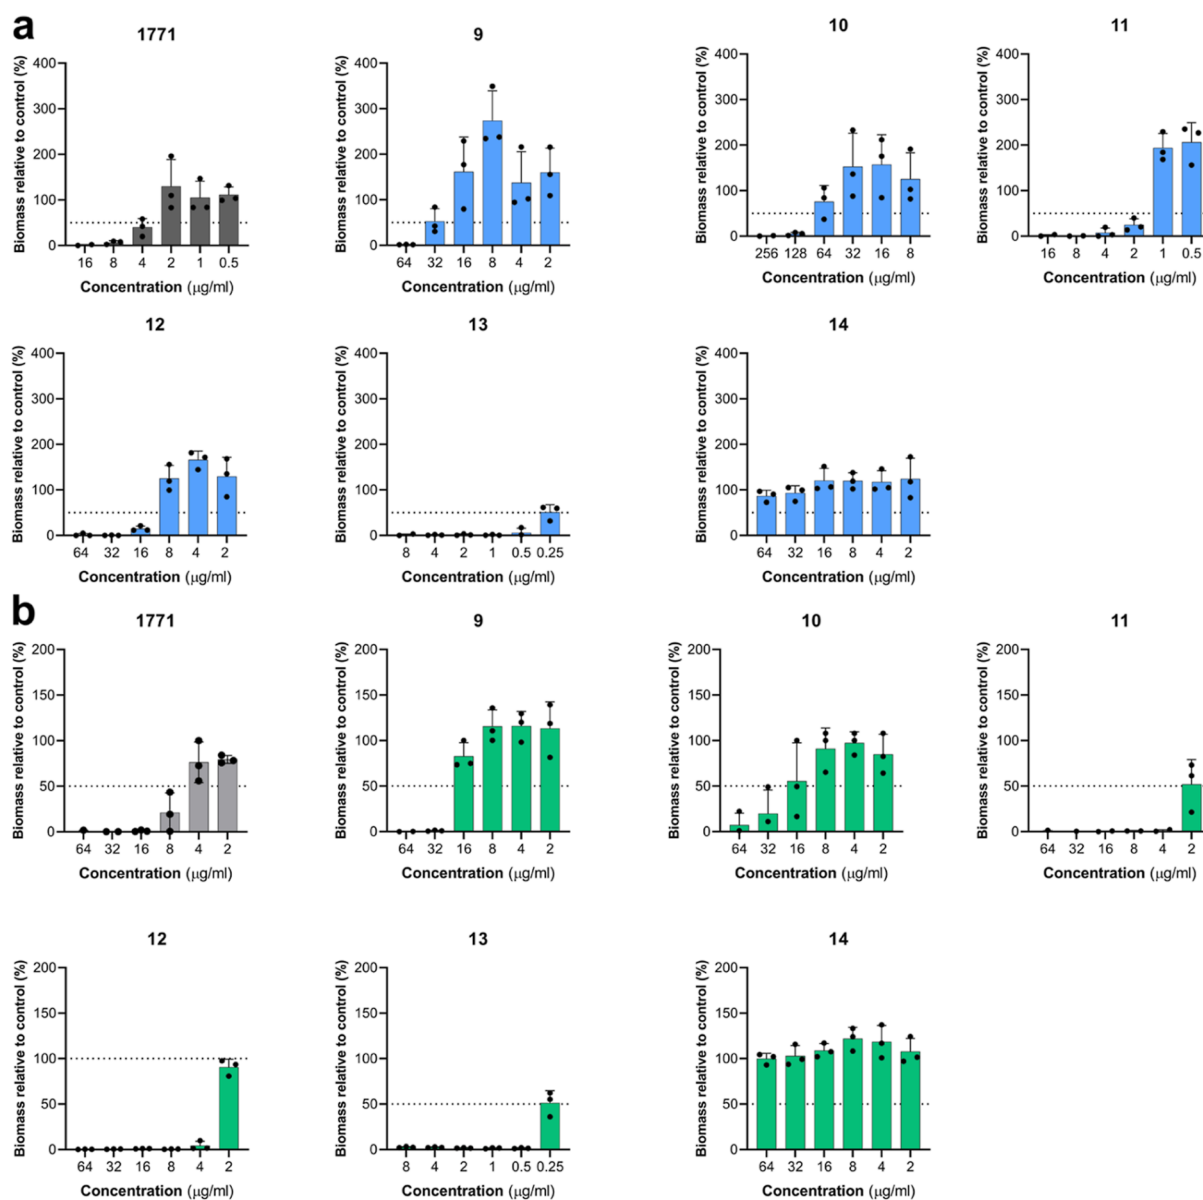 a
1771
Biomass relative to control (%)
400
300
200
100
0
16 8 4 2 1 0.5
Concentration (μg/ml)
9
Biomass relative to control (%)
400
300
200
100
0
64 32 16 8 4 2
Concentration (μg/ml)
10
Biomass relative to control (%)
400
300
200
100
0
256 128 64 32 16 8
Concentration (μg/ml)
11
Biomass relative to control (%)
400
300
200
100
0
16 8 4 2 1 0.5
Concentration (μg/ml)
12
Biomass relative to control (%)
400
300
200
100
0
64 32 16 8 4 2
Concentration (μg/ml)
13
Biomass relative to control (%)
400
300
200
100
0
8 4 2 1 0.5 0.25
Concentration (μg/ml)
14
Biomass relative to control (%)
400
300
200
100
0
64 32 16 8 4 2
Concentration (μg/ml)
b
1771
Biomass relative to control (%)
200
150
100
50
0
64 32 16 8 4 2
Concentration (μg/ml)
9
Biomass relative to control (%)
200
150
100
50
0
64 32 16 8 4 2
Concentration (μg/ml)
10
Biomass relative to control (%)
200
150
100
50
0
64 32 16 8 4 2
Concentration (μg/ml)
11
Biomass relative to control (%)
200
150
100
50
0
64 32 16 8 4 2
Concentration (μg/ml)
12
Biomass relative to control (%)
200
150
100
50
0
64 32 16 8 4 2
Concentration (μg/ml)
13
Biomass relative to control (%)
200
150
100
50
0
8 4 2 1 0.5 0.25
Concentration (μg/ml)
14
Biomass relative to control (%)
200
150
100
50
0
64 32 16 8 4 2
Concentration (μg/ml)